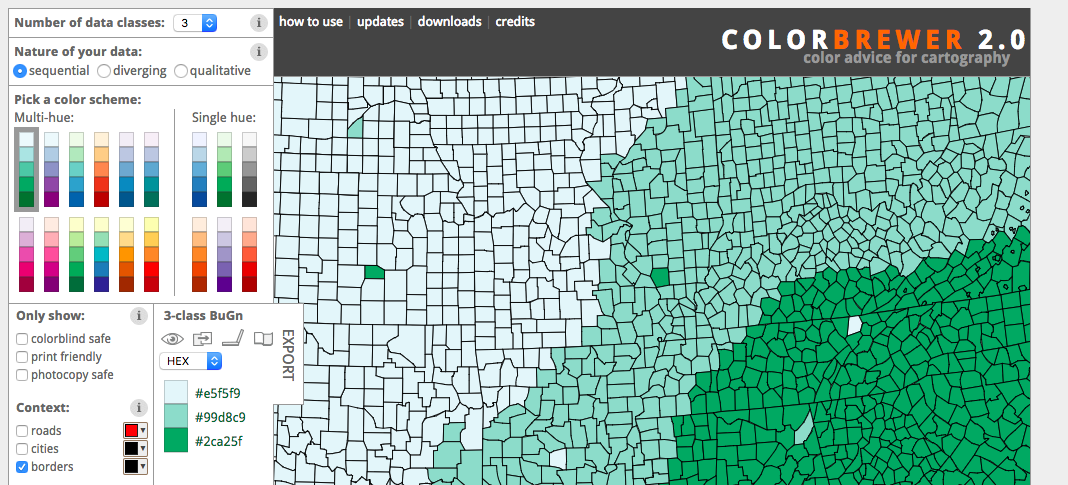 Number of data classes: 3 i
how to use | updates | downloads | credits
COLORBREWER 2.0
color advice for cartography
Nature of your data: i
sequential diverging qualitative
Pick a color scheme:
Multi-hue: Single hue:
Only show: i
colorblind safe
print friendly
photocopy safe
Context: i
roads
cities
borders
3-class BuGn
HEX
EXPORT
#e5f5f9
#99d8c9
#2ca25f